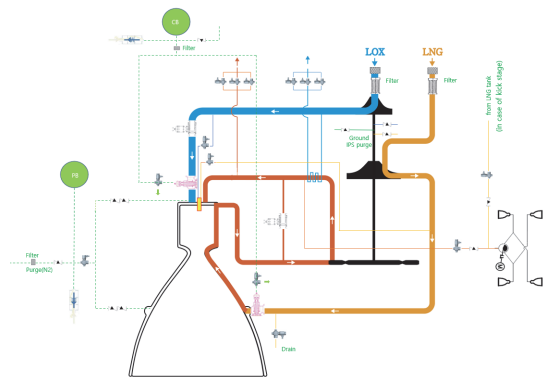 CB
Filter
LOX
LNG
Filter
Filter
from LNG tank
(in case of kick stage)
Ground
IPS purge
PB
Filter
Purge(N2)
M
Drain